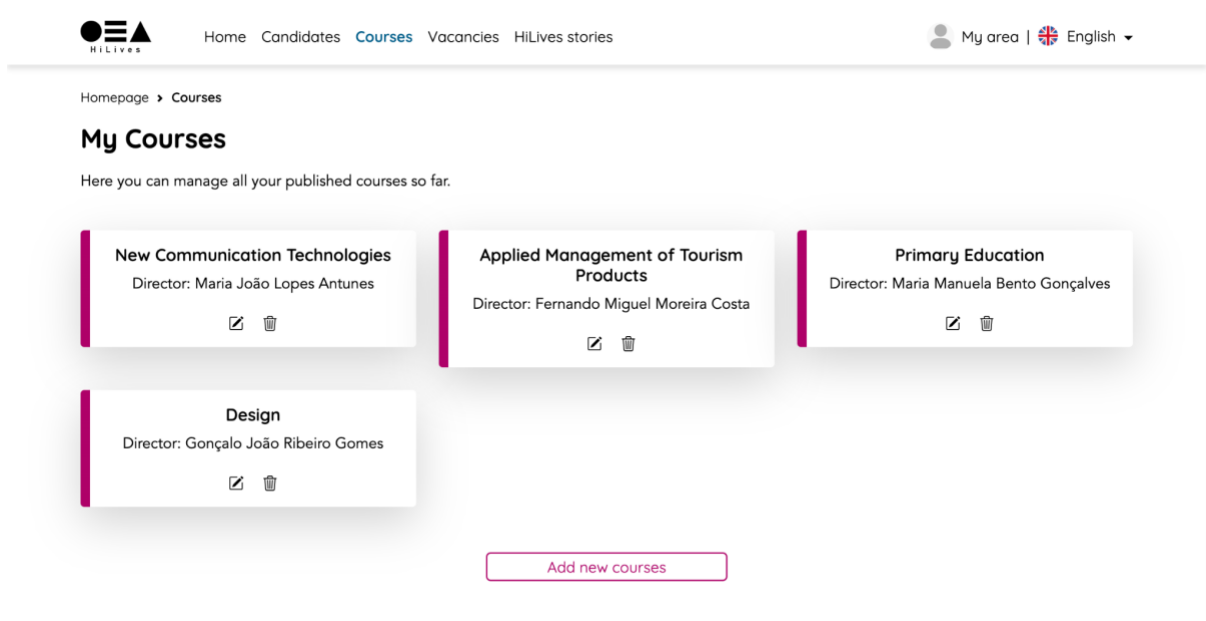 HiLives
Home Candidates Courses Vacancies HiLives stories
My area | English
Homepage > Courses
My Courses
Here you can manage all your published courses so far.
New Communication Technologies
Director: Maria João Lopes Antunes
Applied Management of Tourism
Products
Director: Fernando Miguel Moreira Costa
Primary Education
Director: Maria Manuela Bento Gonçalves
Design
Director: Gonçalo João Ribeiro Gomes
Add new courses